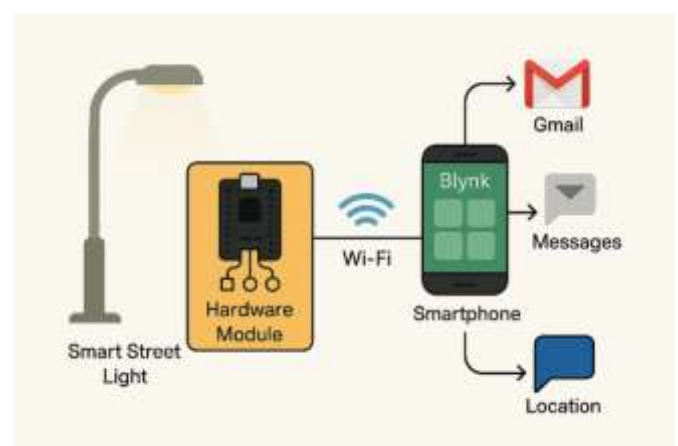 Gmail
Blynk
Messages
Wi-Fi
Hardware
Module
Smartphone
Smart Street
Light
Location